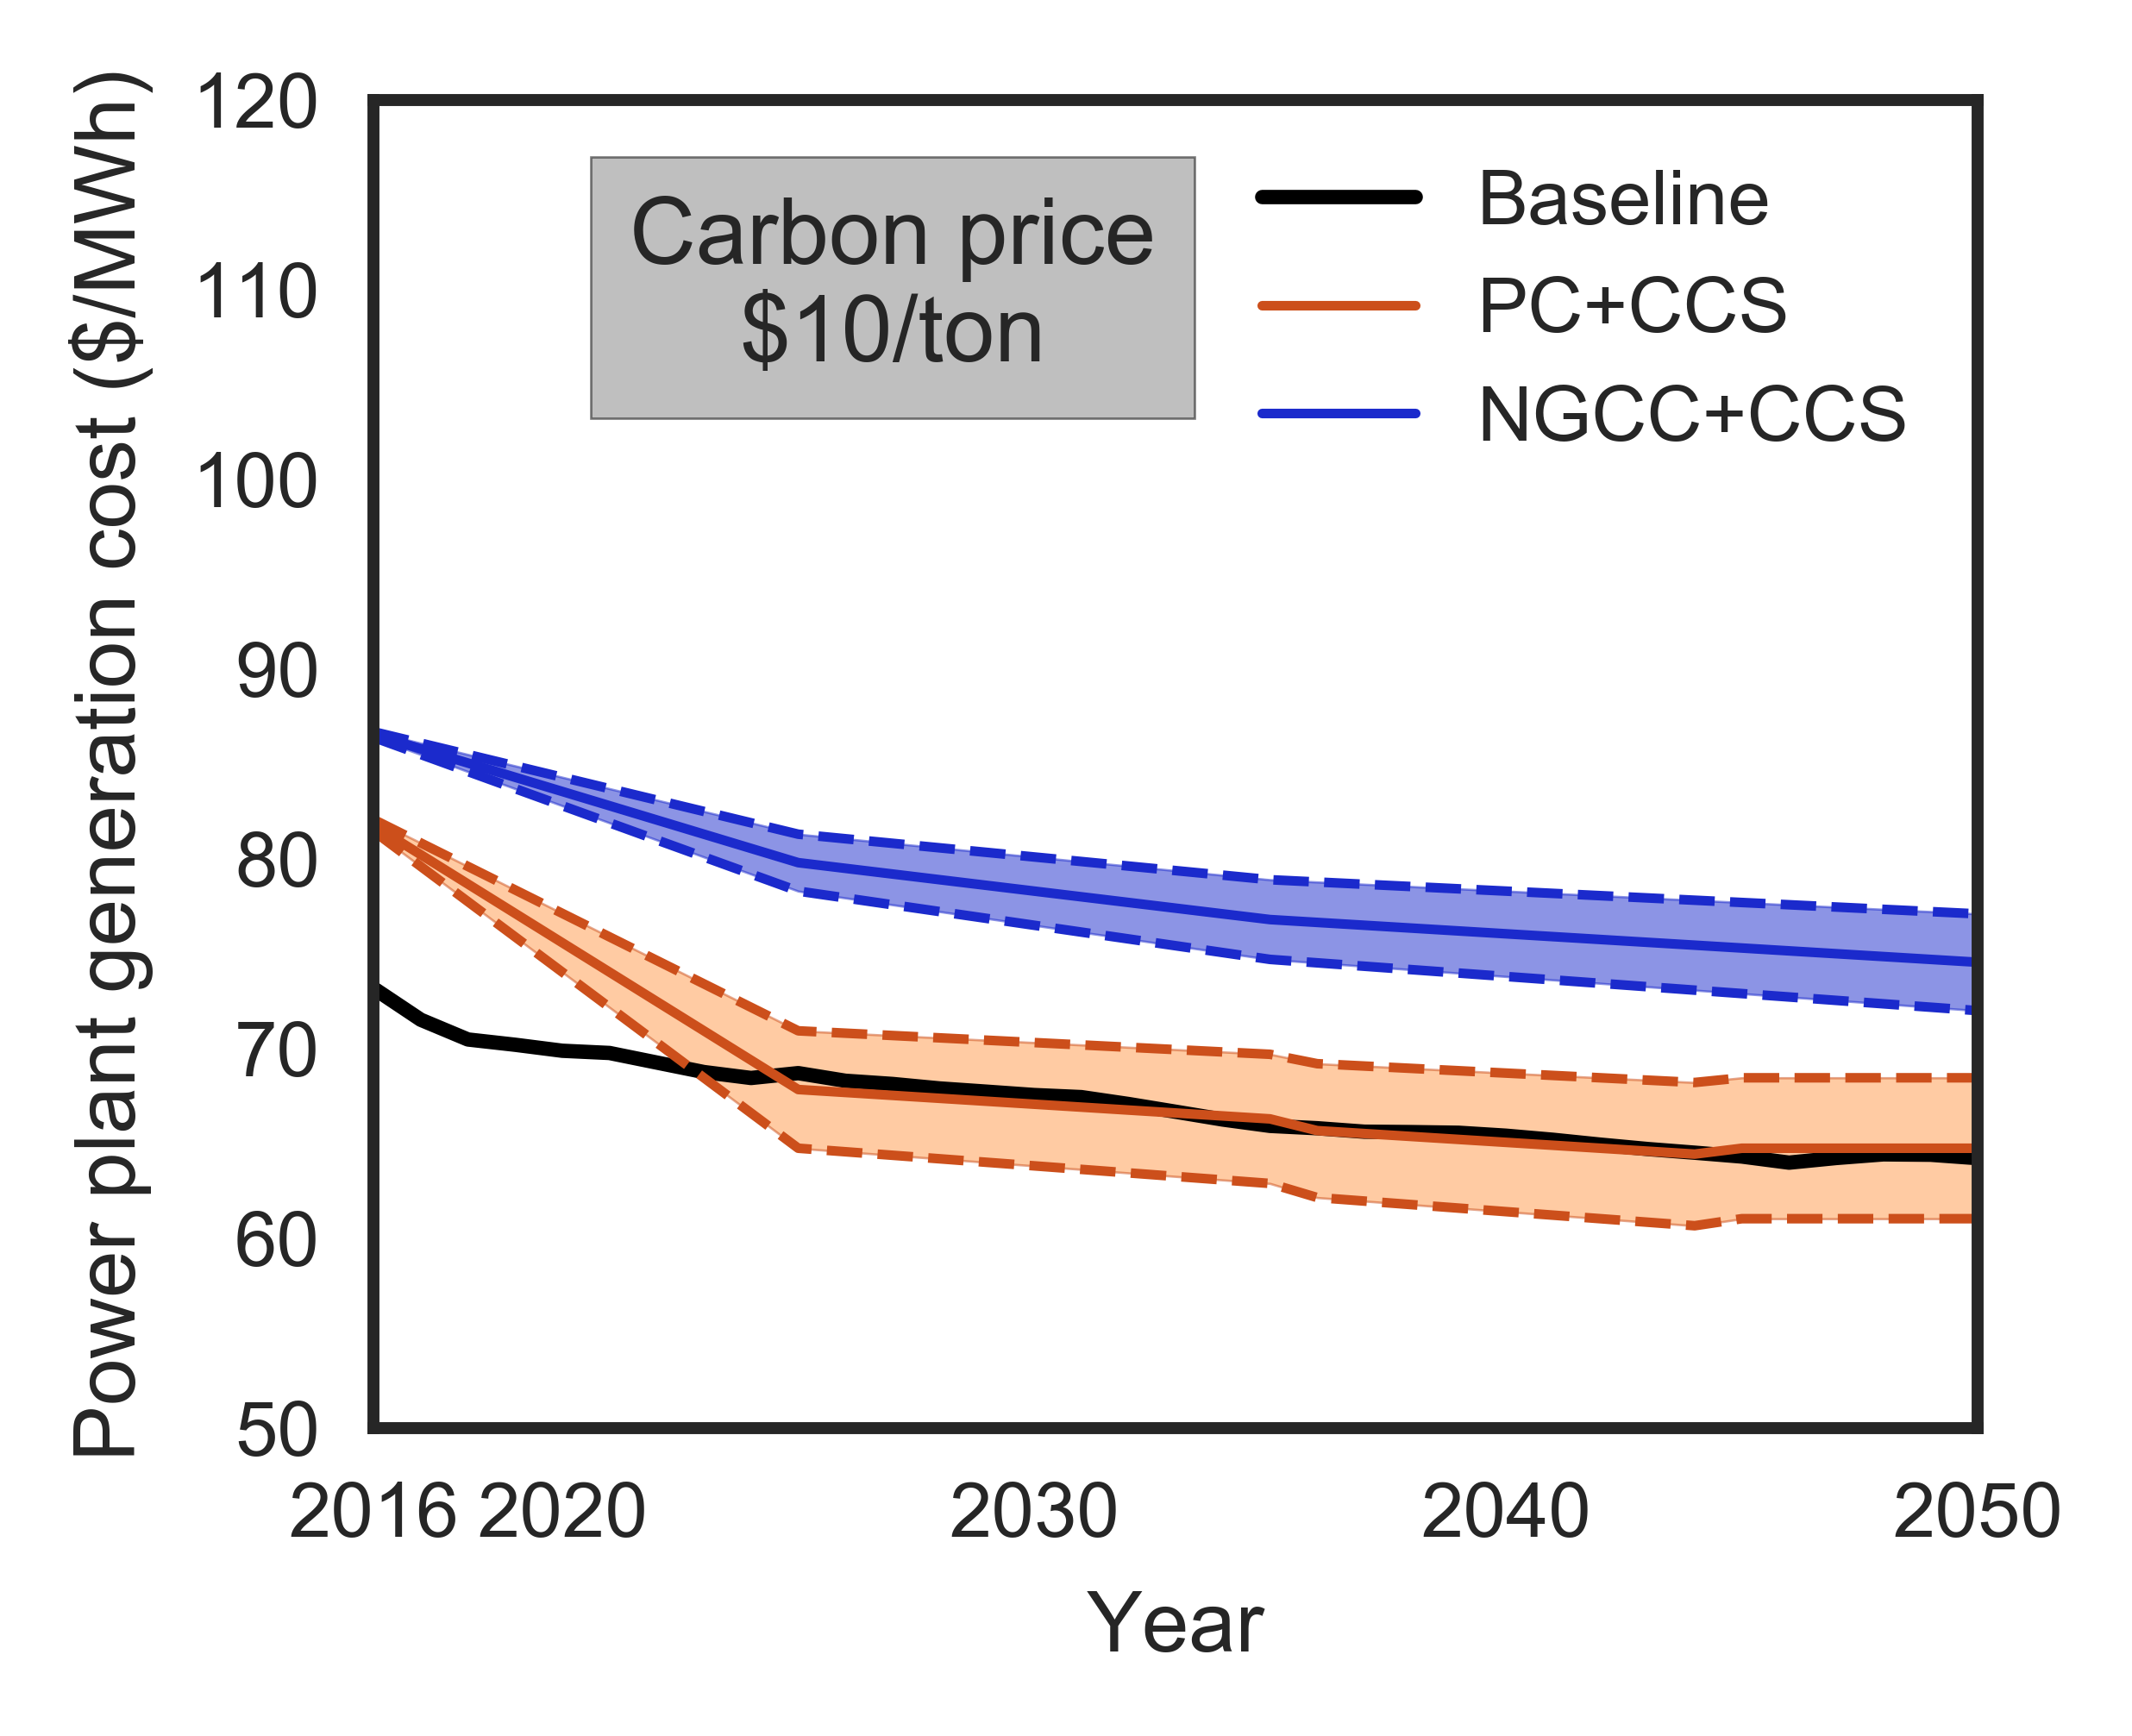 Power plant generation cost ($/MWh)
120
110
100
90
80
70
60
50
Carbon price
$10/ton
Baseline
PC+CCS
NGCC+CCS
2016 2020 2030 2040 2050
Year